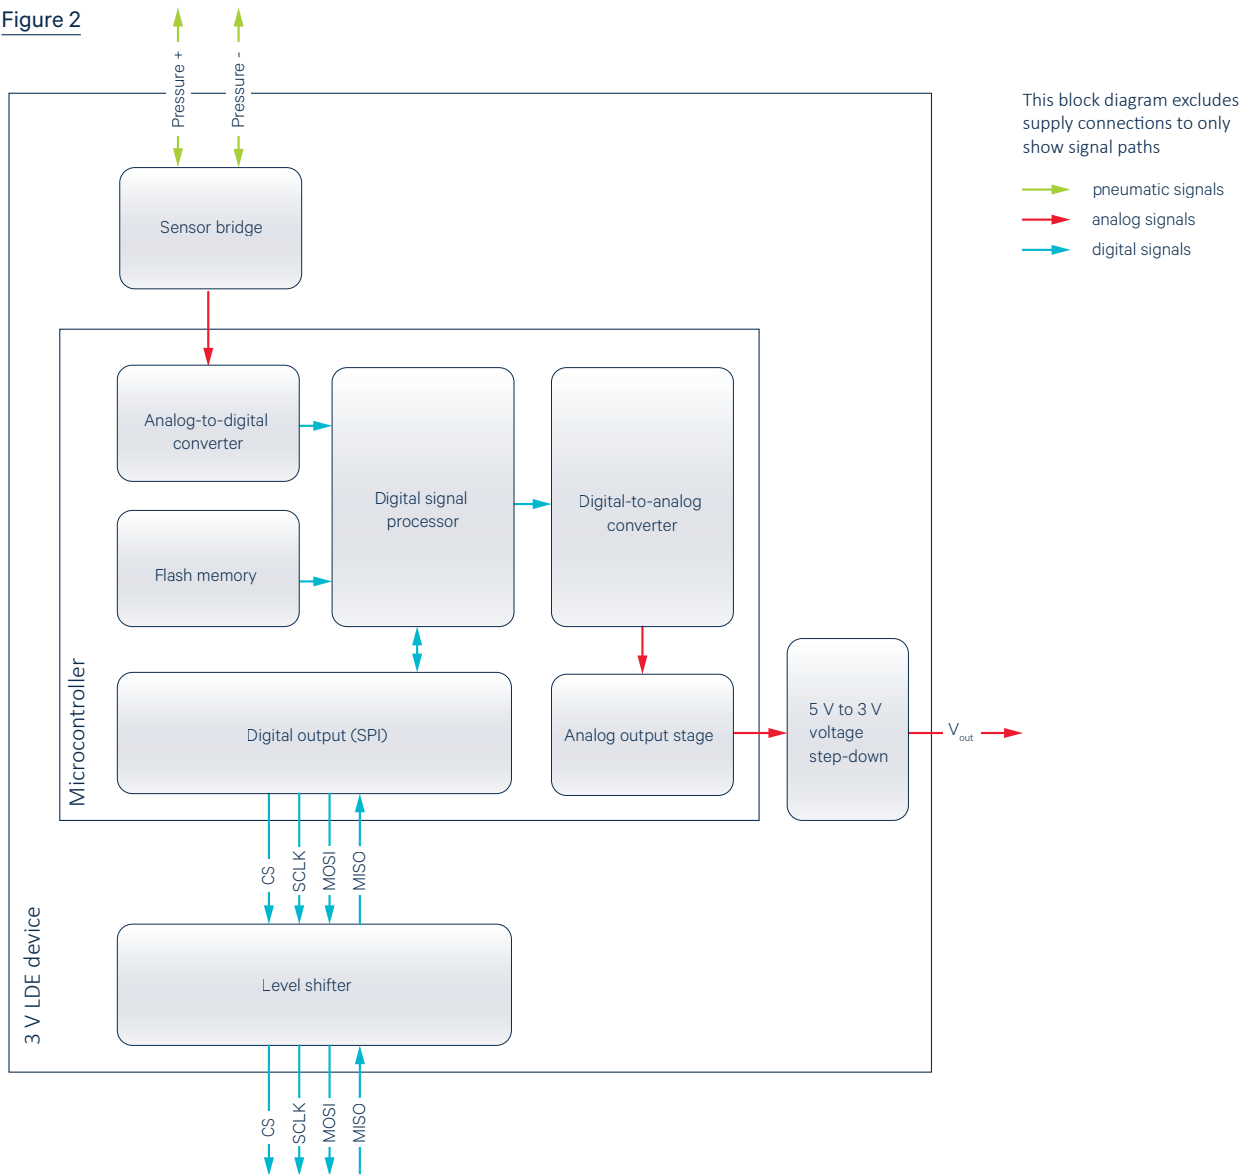 Figure 2
Pressure +
Pressure -
This block diagram excludes
supply connections to only
show signal paths
pneumatic signals
analog signals
digital signals
Sensor bridge
Analog-to-digital
converter
Digital signal
processor
Digital-to-analog
converter
Flash memory
Microcontroller
Digital output (SPI)
Analog output stage
5 V to 3 V
voltage
step-down
Vout
CS
SCLK
MOSI
MISO
3 V LDE device
Level shifter
CS
SCLK
MOSI
MISO